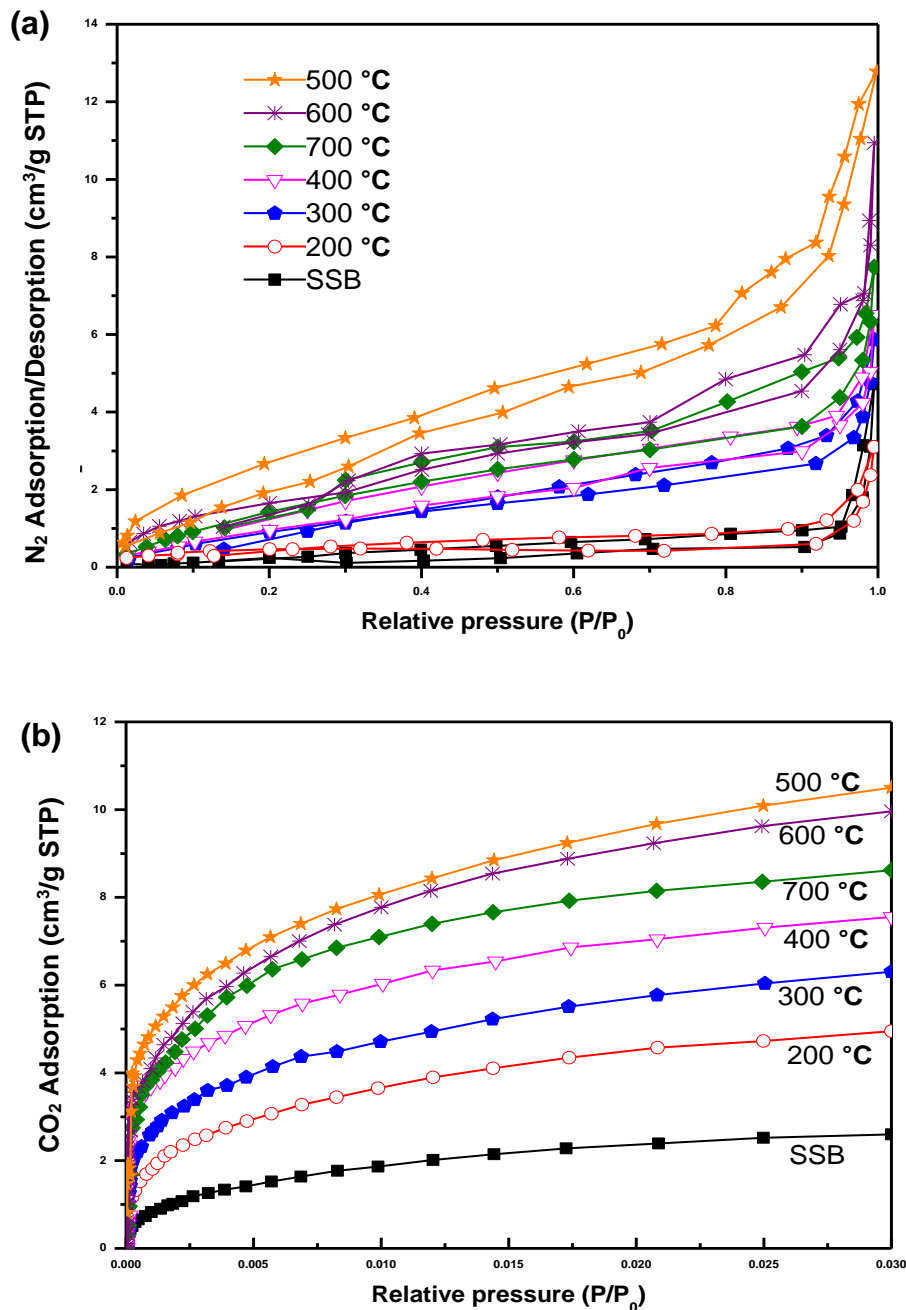 (a)
14
12
10
8
6
4
2
0
N₂ Adsorption/Desorption (cm³/g STP)
500 °C
600 °C
700 °C
400 °C
300 °C
200 °C
SSB
0.0 0.2 0.4 0.6 0.8 1.0
Relative pressure (P/P₀)
(b)
12
10
8
6
4
2
0
CO₂ Adsorption (cm³/g STP)
500 °C
600 °C
700 °C
400 °C
300 °C
200 °C
SSB
0.000 0.005 0.010 0.015 0.020 0.025 0.030
Relative pressure (P/P₀)